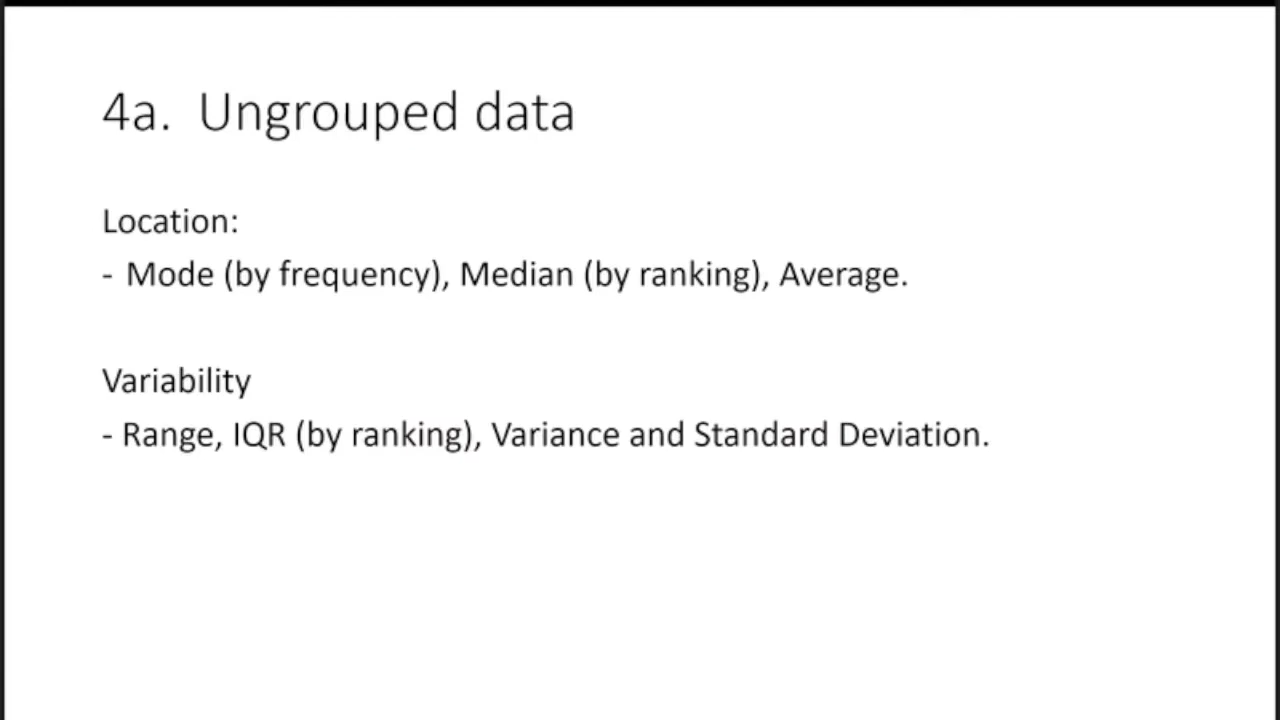 4a. Ungrouped data
Location:
- Mode (by frequency), Median (by ranking), Average.
Variability
- Range, IQR (by ranking), Variance and Standard Deviation.